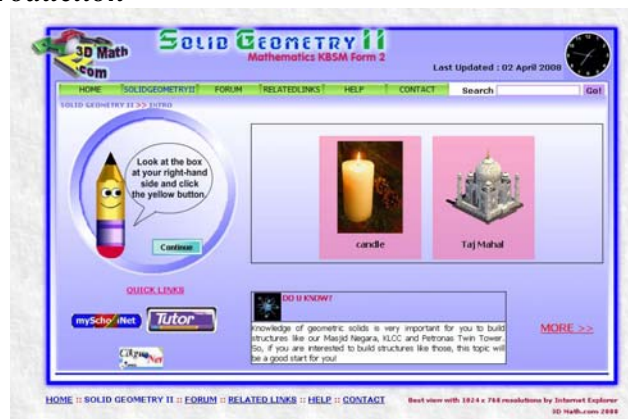 3D Math
.com
SOLID GEOMETRY II
Mathematics KBSM Form 2
Last Updated : 02 April 2008
HOME SOLIDGEOMETRYII FORUM RELATEDLINKS HELP CONTACT Search Go!
SOLID GEOMETRY II >> INTRO
Look at the box
at your right-hand
side and click
the yellow button.
Continue
candle
Taj Mahal
QUICK LINKS
mySchoolNet
Tutor
DO U KNOW?
Knowledge of geometric solids is very important for you to build
structures like our Masjid Negara, KLCC and Petronas Twin Tower.
So, if you are interested to build structures like those, this topic will
be a good start for you!
MORE >>
HOME :: SOLID GEOMETRY II :: FORUM :: RELATED LINKS :: HELP :: CONTACT
Best view with 1024 x 768 resolutions by Internet Explorer
3D Math.com 2008